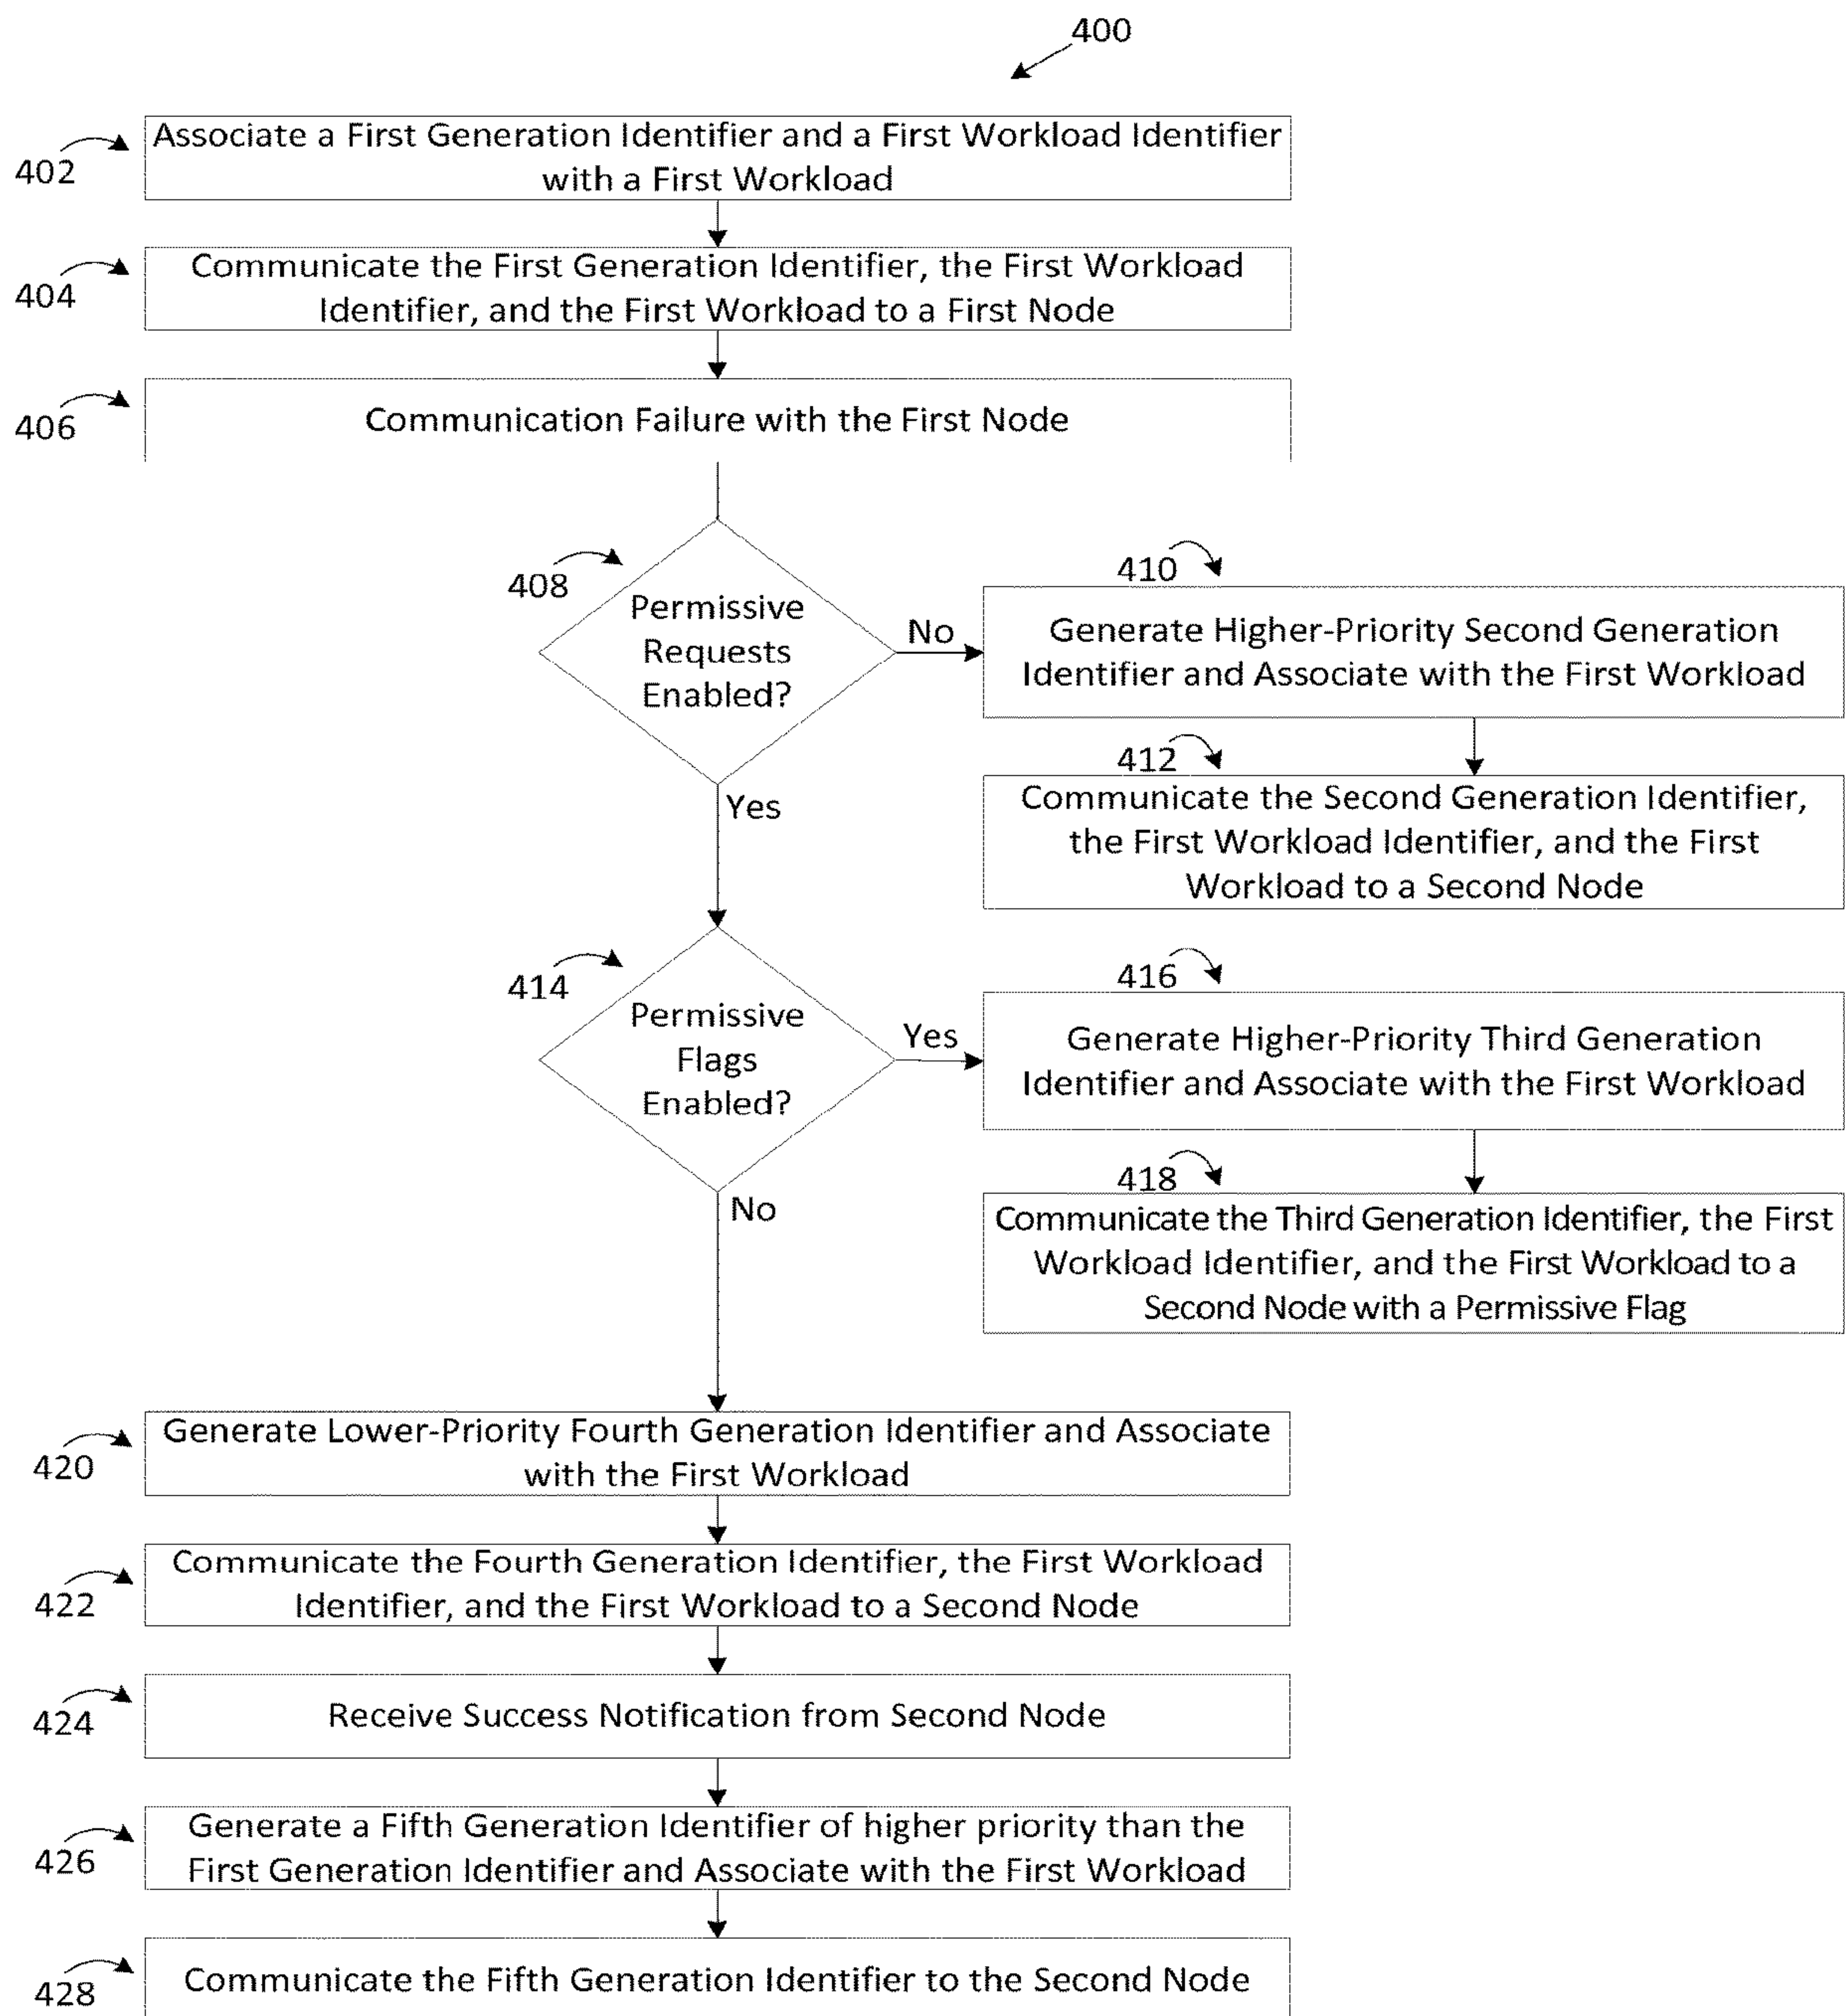 400
402
Associate a First Generation Identifier and a First Workload Identifier
with a First Workload
404
Communicate the First Generation Identifier, the First Workload
Identifier, and the First Workload to a First Node
406
Communication Failure with the First Node
408
Permissive
Requests
Enabled?
No
Yes
410
Generate Higher-Priority Second Generation
Identifier and Associate with the First Workload
412
Communicate the Second Generation Identifier,
the First Workload Identifier, and the First
Workload to a Second Node
414
Permissive
Flags
Enabled?
Yes
No
416
Generate Higher-Priority Third Generation
Identifier and Associate with the First Workload
418
Communicate the Third Generation Identifier, the First
Workload Identifier, and the First Workload to a
Second Node with a Permissive Flag
420
Generate Lower-Priority Fourth Generation Identifier and Associate
with the First Workload
422
Communicate the Fourth Generation Identifier, the First Workload
Identifier, and the First Workload to a Second Node
424
Receive Success Notification from Second Node
426
Generate a Fifth Generation Identifier of higher priority than the
First Generation Identifier and Associate with the First Workload
428
Communicate the Fifth Generation Identifier to the Second Node